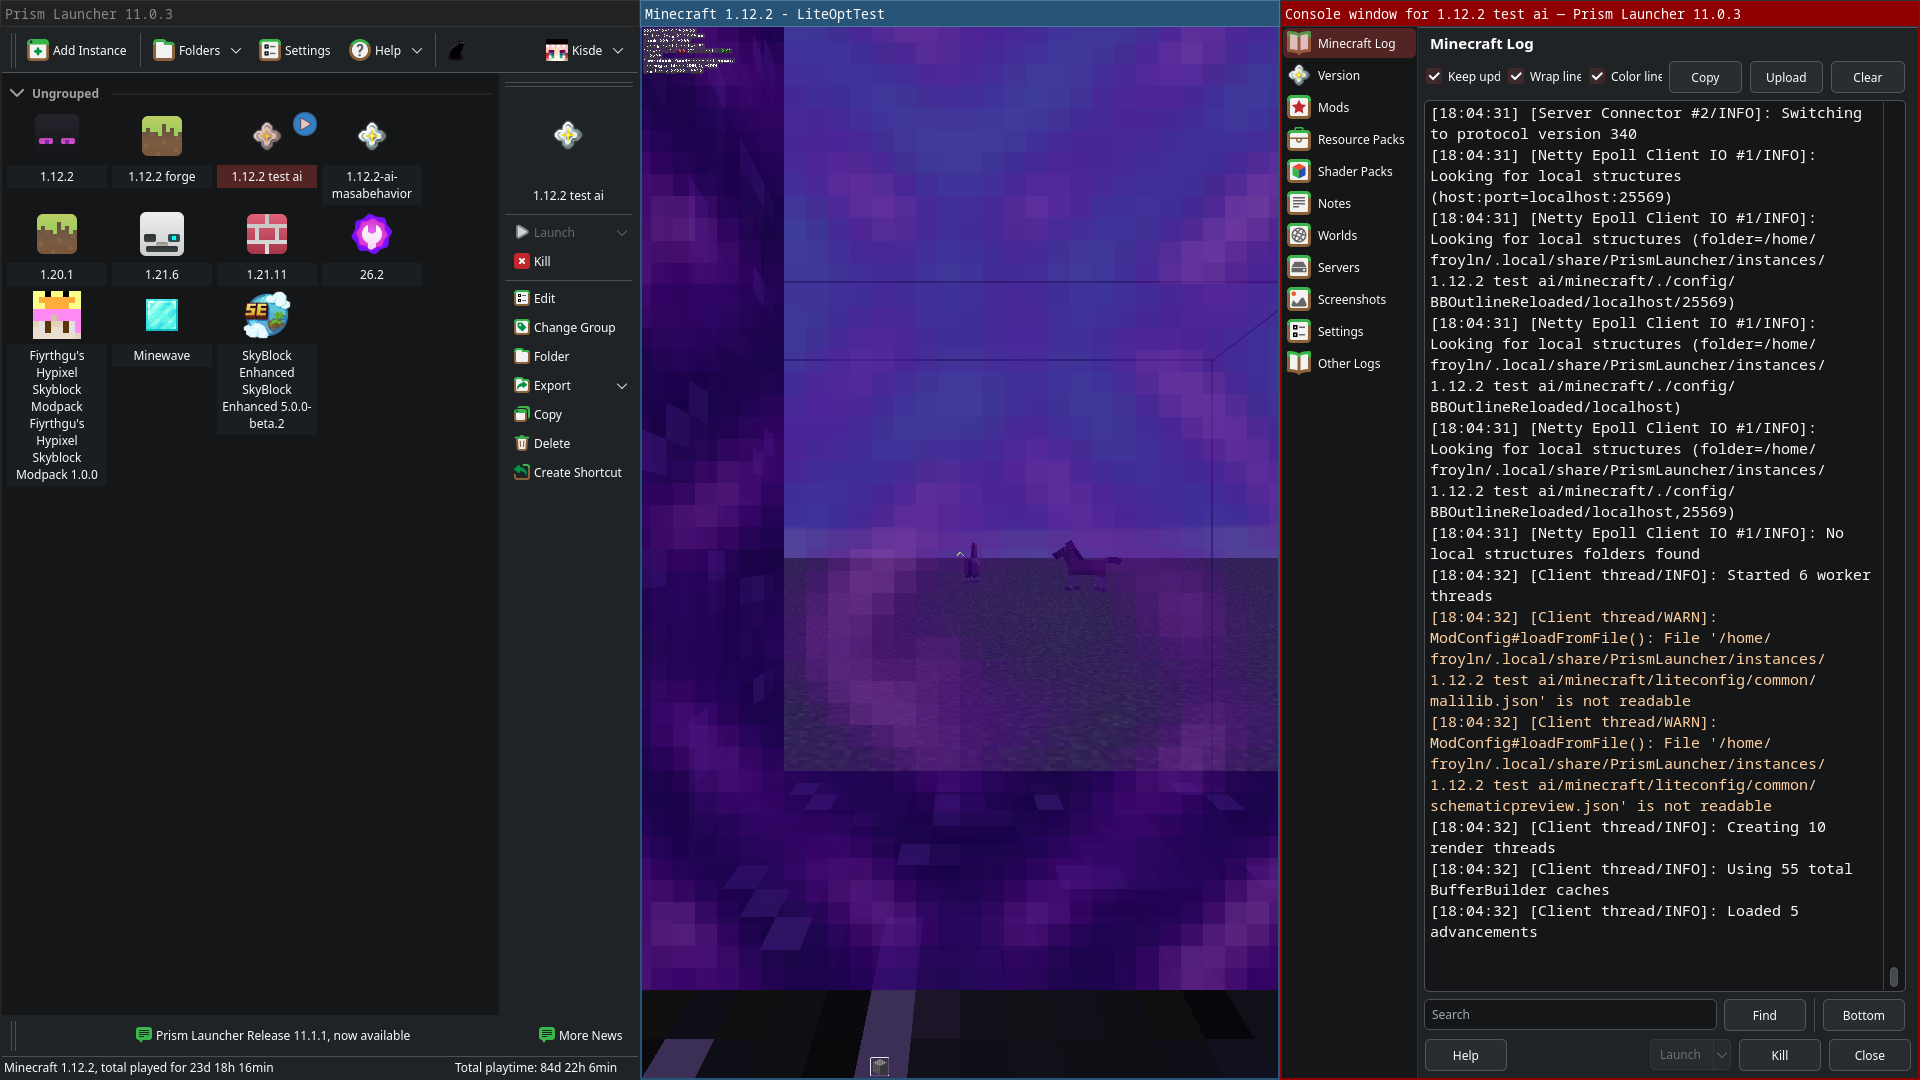 Prism Launcher 11.0.3
Add Instance
Folders
Settings
Help
Kisde
Ungrouped
1.12.2
1.12.2 forge
1.12.2 test ai
1.12.2-ai-
masabehavior
1.20.1
1.21.6
1.21.11
26.2
Fiyrthgu's
Hypixel
Skyblock
Modpack
Fiyrthgu's
Hypixel
Skyblock
Modpack 1.0.0
Minewave
SkyBlock
Enhanced
SkyBlock
Enhanced 5.0.0-
beta.2
1.12.2 test ai
Launch
Kill
Edit
Change Group
Folder
Export
Copy
Delete
Create Shortcut
Prism Launcher Release 11.1.1, now available
More News
Minecraft 1.12.2, total played for 23d 18h 16min
Total playtime: 84d 22h 6min
Minecraft 1.12.2 - LiteOptTest
Console window for 1.12.2 test ai — Prism Launcher 11.0.3
Minecraft Log
Version
Mods
Resource Packs
Shader Packs
Notes
Worlds
Servers
Screenshots
Settings
Other Logs
Minecraft Log
Keep upd
Wrap line
Color line
Copy
Upload
Clear
[18:04:31] [Server Connector #2/INFO]: Switching
to protocol version 340
[18:04:31] [Netty Epoll Client IO #1/INFO]:
Looking for local structures
(host:port=localhost:25569)
[18:04:31] [Netty Epoll Client IO #1/INFO]:
Looking for local structures (folder=/home/
froyln/.local/share/PrismLauncher/instances/
1.12.2 test ai/minecraft/./config/
BBOutlineReloaded/localhost/25569)
[18:04:31] [Netty Epoll Client IO #1/INFO]:
Looking for local structures (folder=/home/
froyln/.local/share/PrismLauncher/instances/
1.12.2 test ai/minecraft/./config/
BBOutlineReloaded/localhost)
[18:04:31] [Netty Epoll Client IO #1/INFO]:
Looking for local structures (folder=/home/
froyln/.local/share/PrismLauncher/instances/
1.12.2 test ai/minecraft/./config/
BBOutlineReloaded/localhost,25569)
[18:04:31] [Netty Epoll Client IO #1/INFO]: No
local structures folders found
[18:04:32] [Client thread/INFO]: Started 6 worker
threads
[18:04:32] [Client thread/WARN]:
ModConfig#loadFromFile(): File '/home/
froyln/.local/share/PrismLauncher/instances/
1.12.2 test ai/minecraft/liteconfig/common/
malilib.json' is not readable
[18:04:32] [Client thread/WARN]:
ModConfig#loadFromFile(): File '/home/
froyln/.local/share/PrismLauncher/instances/
1.12.2 test ai/minecraft/liteconfig/common/
schematicpreview.json' is not readable
[18:04:32] [Client thread/INFO]: Creating 10
render threads
[18:04:32] [Client thread/INFO]: Using 55 total
BufferBuilder caches
[18:04:32] [Client thread/INFO]: Loaded 5
advancements
Search
Find
Bottom
Help
Launch
Kill
Close